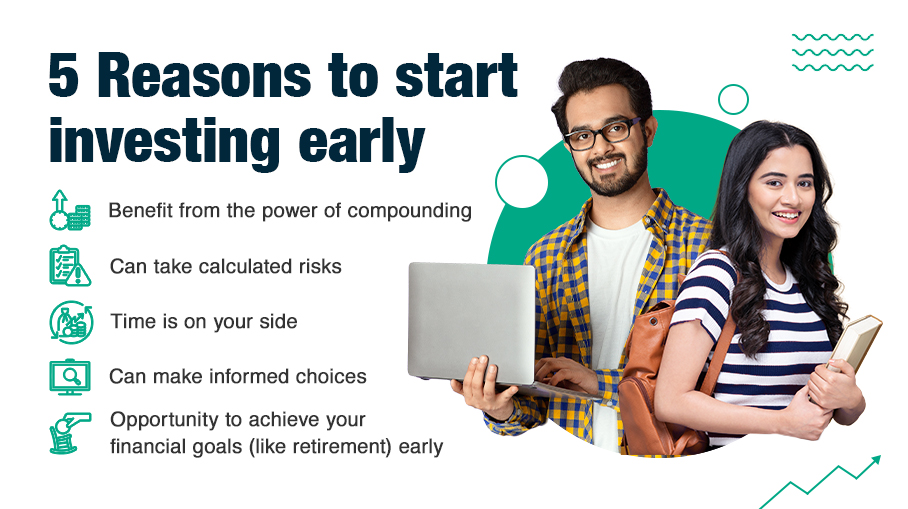 5 Reasons to start
investing early
Benefit from the power of compounding
Can take calculated risks
Time is on your side
Can make informed choices
Opportunity to achieve your
financial goals (like retirement) early